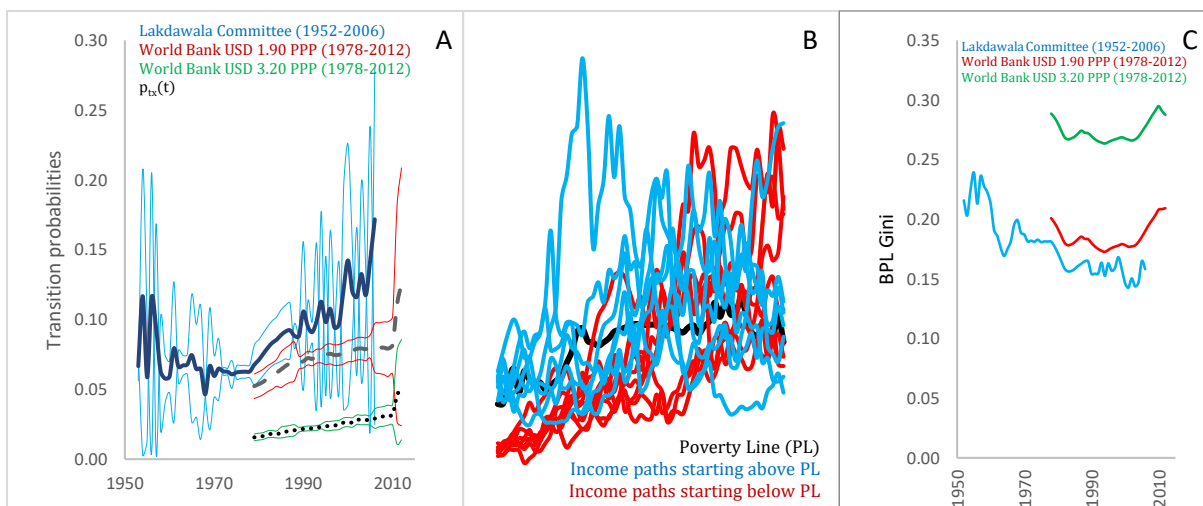 A
Lakdawala Committee (1952-2006)
World Bank USD 1.90 PPP (1978-2012)
World Bank USD 3.20 PPP (1978-2012)
ptx(t)
Transition probabilities
0.30
0.25
0.20
0.15
0.10
0.05
0.00
1950
1970
1990
2010
B
Poverty Line (PL)
Income paths starting above PL
Income paths starting below PL
C
Lakdawala Committee (1952-2006)
World Bank USD 1.90 PPP (1978-2012)
World Bank USD 3.20 PPP (1978-2012)
BPL Gini
0.35
0.30
0.25
0.20
0.15
0.10
0.05
0.00
1950
1970
1990
2010